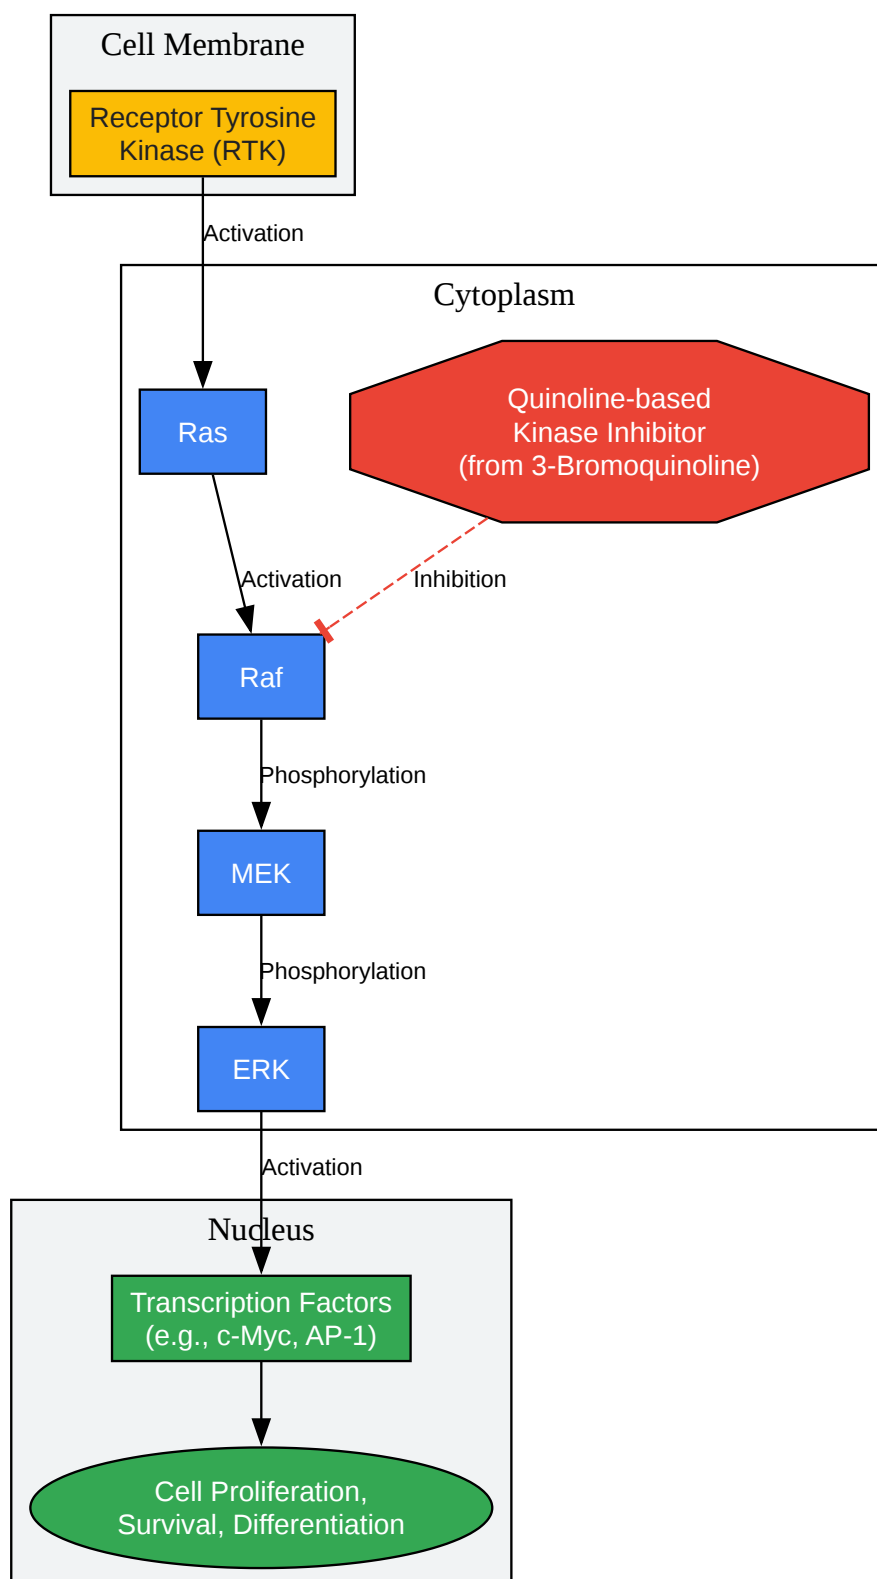 Cell Membrane
Receptor Tyrosine
Kinase (RTK)
Activation
Cytoplasm
Ras
Quinoline-based
Kinase Inhibitor
(from 3-Bromoquinoline)
Activation
Inhibition
Raf
Phosphorylation
MEK
Phosphorylation
ERK
Activation
Nucleus
Transcription Factors
(e.g., c-Myc, AP-1)
Cell Proliferation,
Survival, Differentiation